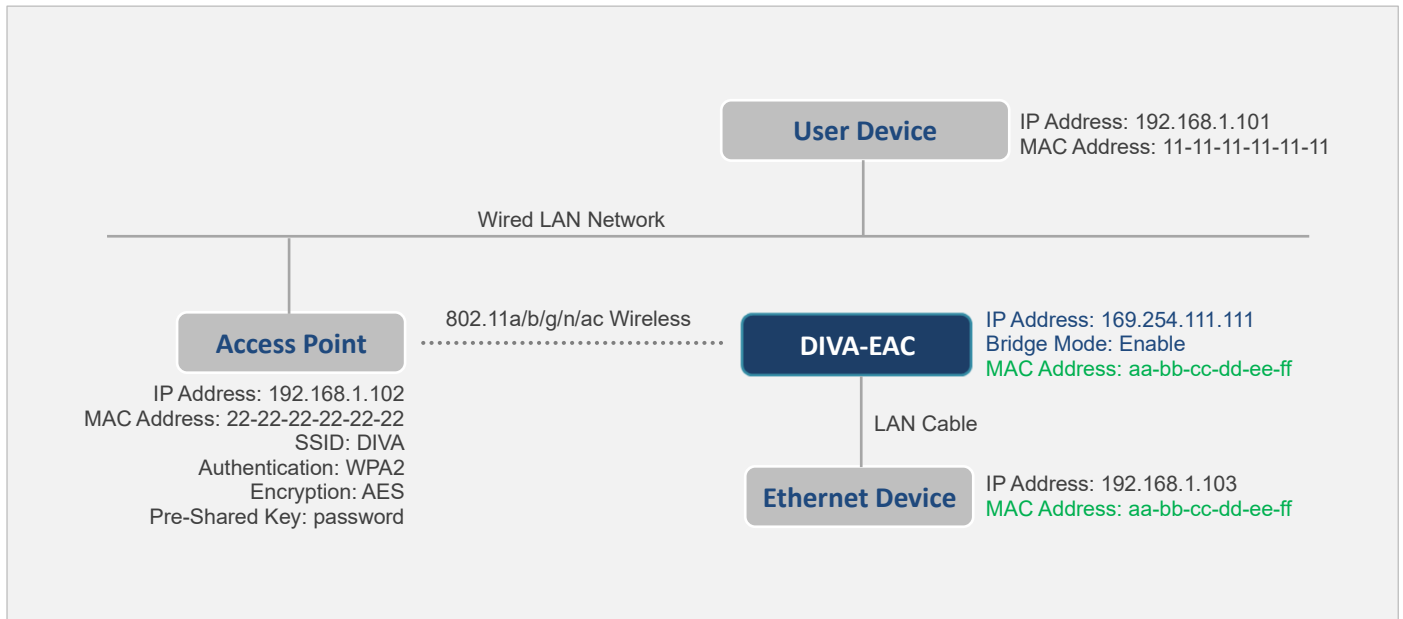 User Device
IP Address: 192.168.1.101
MAC Address: 11-11-11-11-11-11
Wired LAN Network
802.11a/b/g/n/ac Wireless
Access Point
IP Address: 192.168.1.102
MAC Address: 22-22-22-22-22-22
SSID: DIVA
Authentication: WPA2
Encryption: AES
Pre-Shared Key: password
DIVA-EAC
IP Address: 169.254.111.111
Bridge Mode: Enable
MAC Address: aa-bb-cc-dd-ee-ff
LAN Cable
Ethernet Device
IP Address: 192.168.1.103
MAC Address: aa-bb-cc-dd-ee-ff